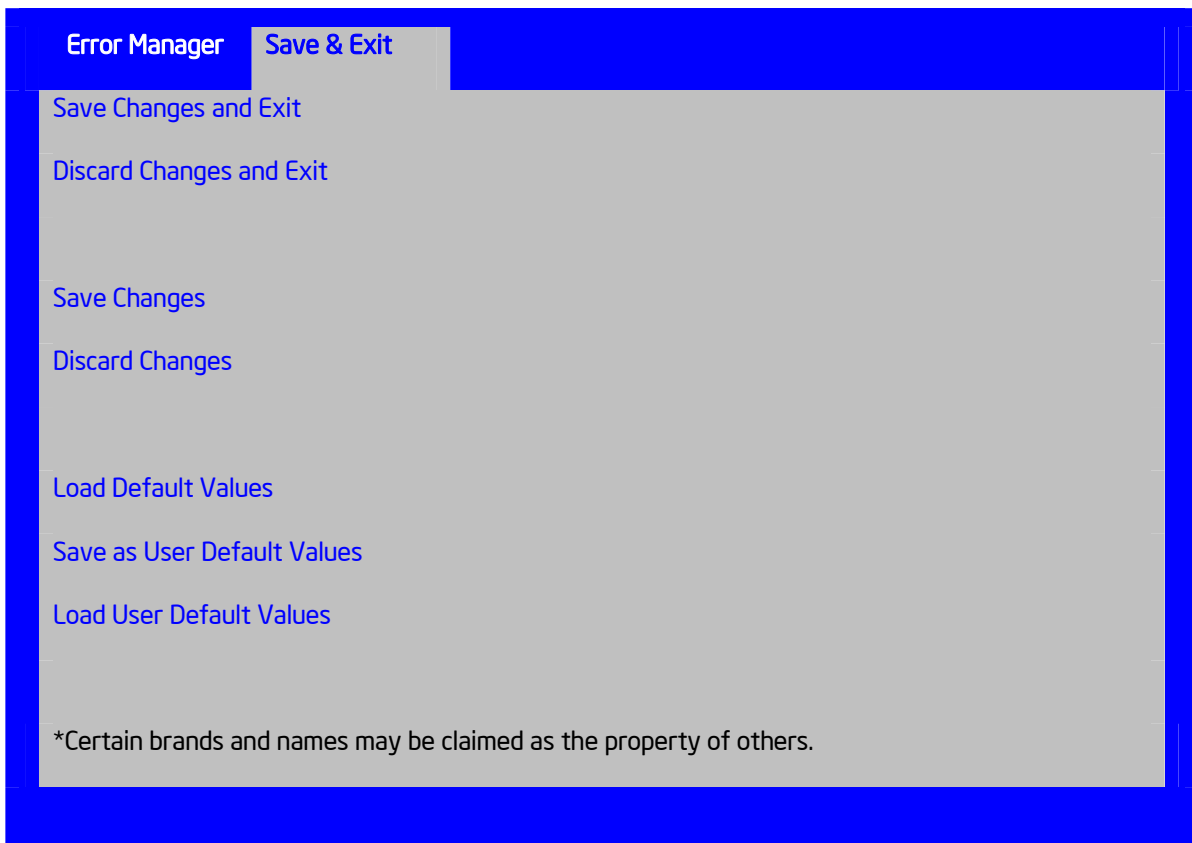 Error Manager Save & Exit
Save Changes and Exit
Discard Changes and Exit
Save Changes
Discard Changes
Load Default Values
Save as User Default Values
Load User Default Values
*Certain brands and names may be claimed as the property of others.